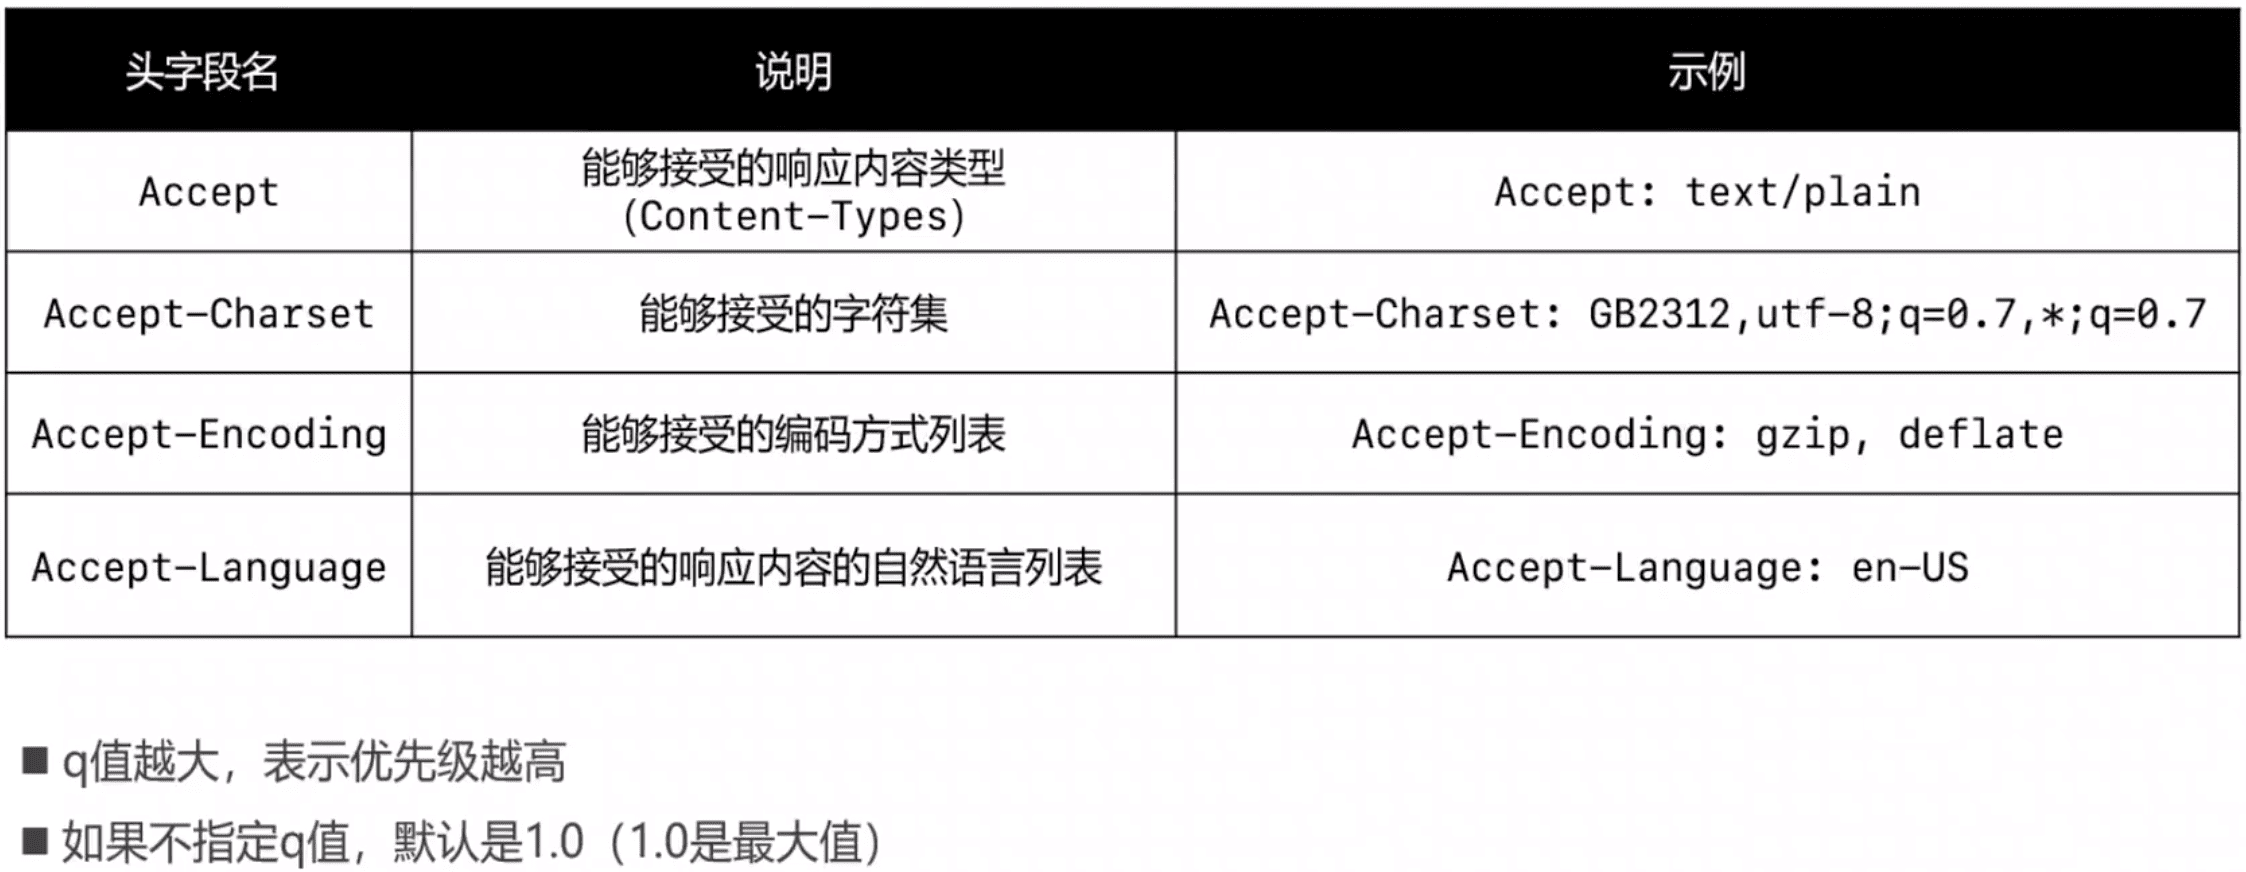 头字段名 说明 示例
Accept 能够接受的响应内容类型
(Content-Types) Accept: text/plain
Accept-Charset 能够接受的字符集 Accept-Charset: GB2312,utf-8;q=0.7,*;q=0.7
Accept-Encoding 能够接受的编码方式列表 Accept-Encoding: gzip, deflate
Accept-Language 能够接受的响应内容的自然语言列表 Accept-Language: en-US
■ q值越大，表示优先级越高
■ 如果不指定q值，默认是1.0（1.0是最大值）